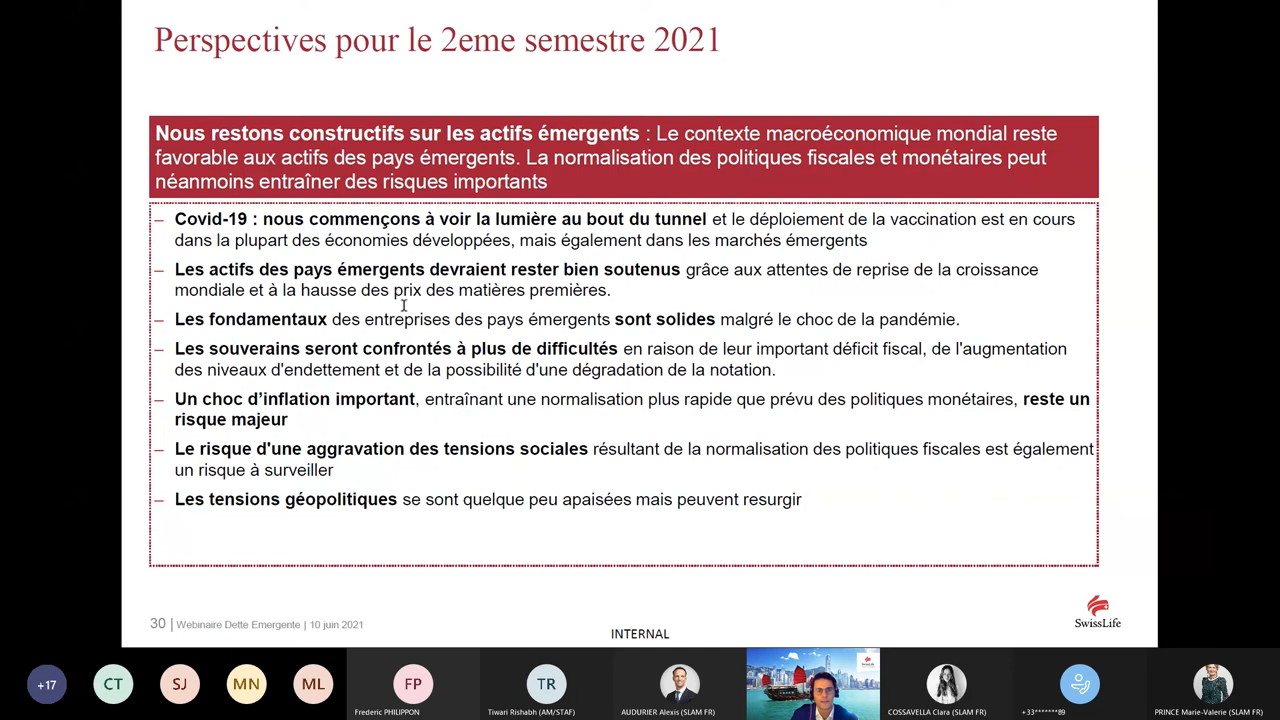 Perspectives pour le 2eme semestre 2021
Nous restons constructifs sur les actifs émergents : Le contexte macroéconomique mondial reste
favorable aux actifs des pays émergents. La normalisation des politiques fiscales et monétaires peut
néanmoins entraîner des risques importants
– Covid-19 : nous commençons à voir la lumière au bout du tunnel et le déploiement de la vaccination est en cours
dans la plupart des économies développées, mais également dans les marchés émergents
– Les actifs des pays émergents devraient rester bien soutenus grâce aux attentes de reprise de la croissance
mondiale et à la hausse des prix des matières premières.
– Les fondamentaux des entreprises des pays émergents sont solides malgré le choc de la pandémie.
– Les souverains seront confrontés à plus de difficultés en raison de leur important déficit fiscal, de l'augmentation
des niveaux d'endettement et de la possibilité d'une dégradation de la notation.
– Un choc d’inflation important, entraînant une normalisation plus rapide que prévu des politiques monétaires, reste un
risque majeur
– Le risque d'une aggravation des tensions sociales résultant de la normalisation des politiques fiscales est également
un risque à surveiller
– Les tensions géopolitiques se sont quelque peu apaisées mais peuvent resurgir
30 | Webinaire Dette Emergente | 10 juin 2021
SwissLife
INTERNAL
+17
CT
SJ
MN
ML
FP
TR
SwissLife
Frederic PHILIPPON
Tiwari Rishabh (AM/STAF)
AUDURIER Alexis (SLAM FR)
COSSAVELLA Clara (SLAM FR)
+33*******89
PRINCE Marie-Valerie (SLAM FR)